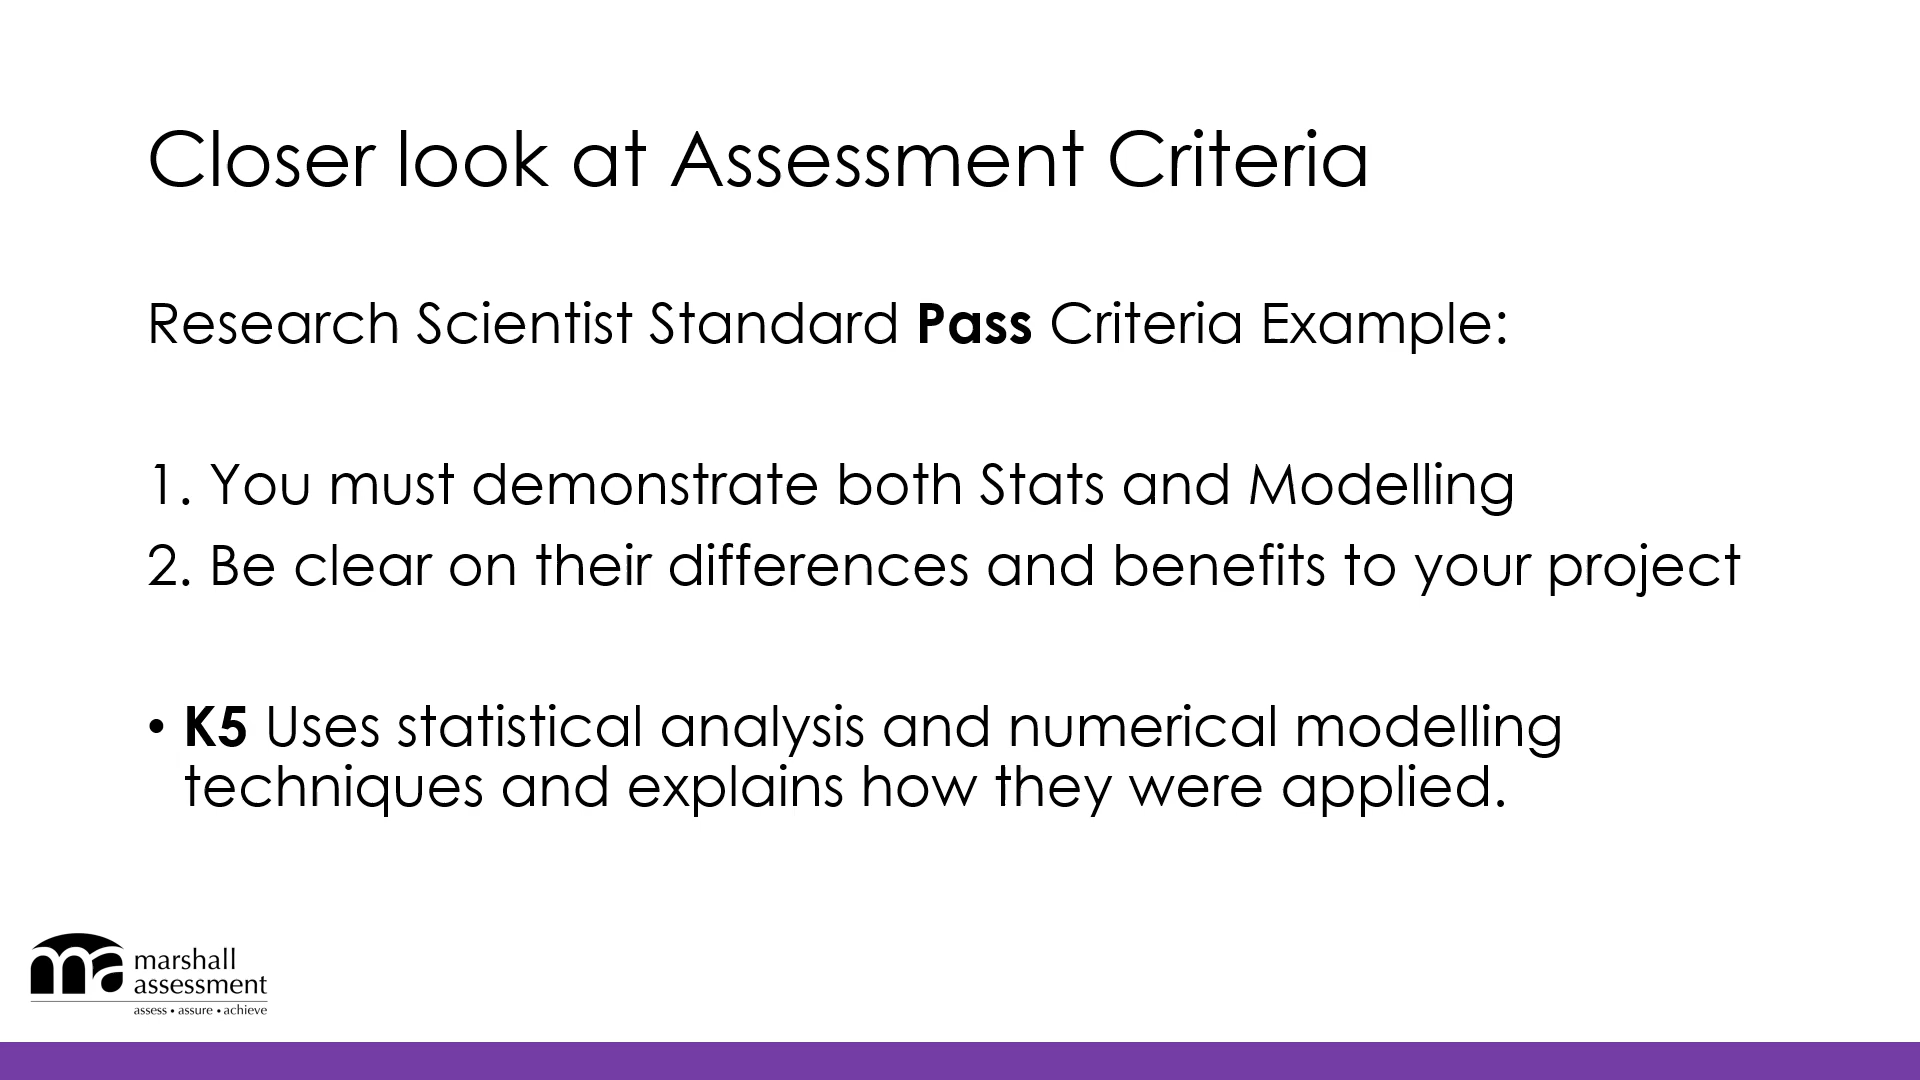 Closer look at Assessment Criteria
Research Scientist Standard Pass Criteria Example:
1. You must demonstrate both Stats and Modelling
2. Be clear on their differences and benefits to your project
• K5 Uses statistical analysis and numerical modelling
techniques and explains how they were applied.
ma
marshall
assessment
assess • assure • achieve